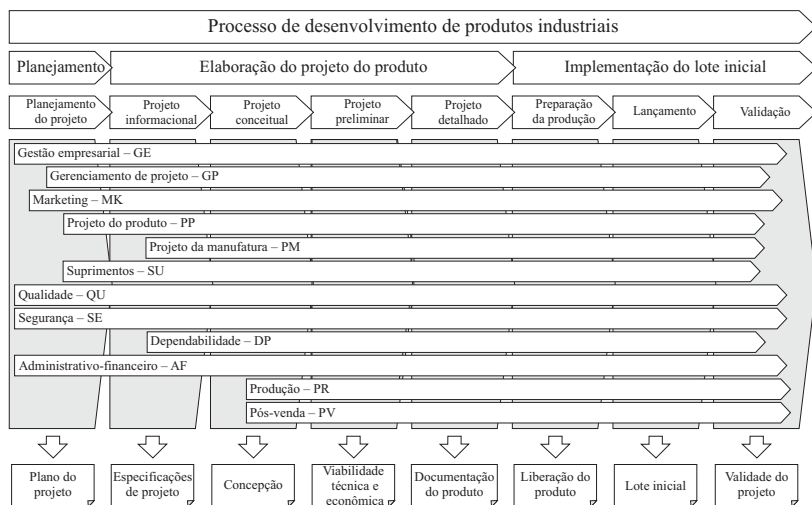 Processo de desenvolvimento de produtos industriais
Planejamento
Elaboração do projeto do produto
Implementação do lote inicial
Planejamento
do projeto
Projeto
informacional
Projeto
conceitual
Projeto
preliminar
Projeto
detalhado
Preparação
da produção
Lançamento
Validação
Gestão empresarial – GE
Gerenciamento de projeto – GP
Marketing – MK
Projeto do produto – PP
Projeto da manufatura – PM
Suprimentos – SU
Qualidade – QU
Segurança – SE
Dependabilidade – DP
Administrativo-financeiro – AF
Produção – PR
Pós-venda – PV
Plano do
projeto
Especificações
de projeto
Concepção
Viabilidade
técnica e
econômica
Documentação
do produto
Liberação do
produto
Lote inicial
Validade do
projeto